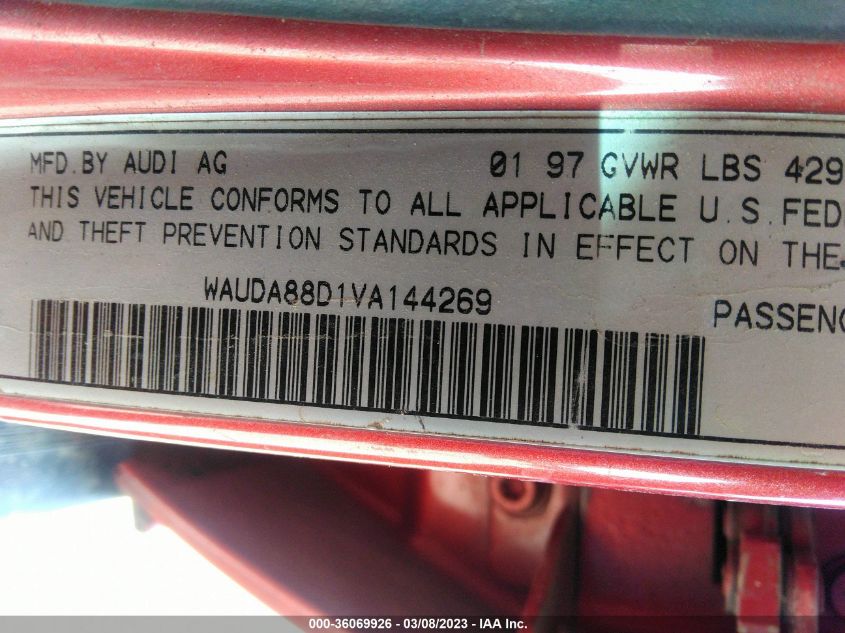 MFD.BY AUDI AG 01 97 GVWR LBS 429
THIS VEHICLE CONFORMS TO ALL APPLICABLE U.S.FED
AND THEFT PREVENTION STANDARDS IN EFFECT ON THE
WAUDA88D1VA144269 PASSENG
000-36069926 - 03/08/2023 - IAA Inc.